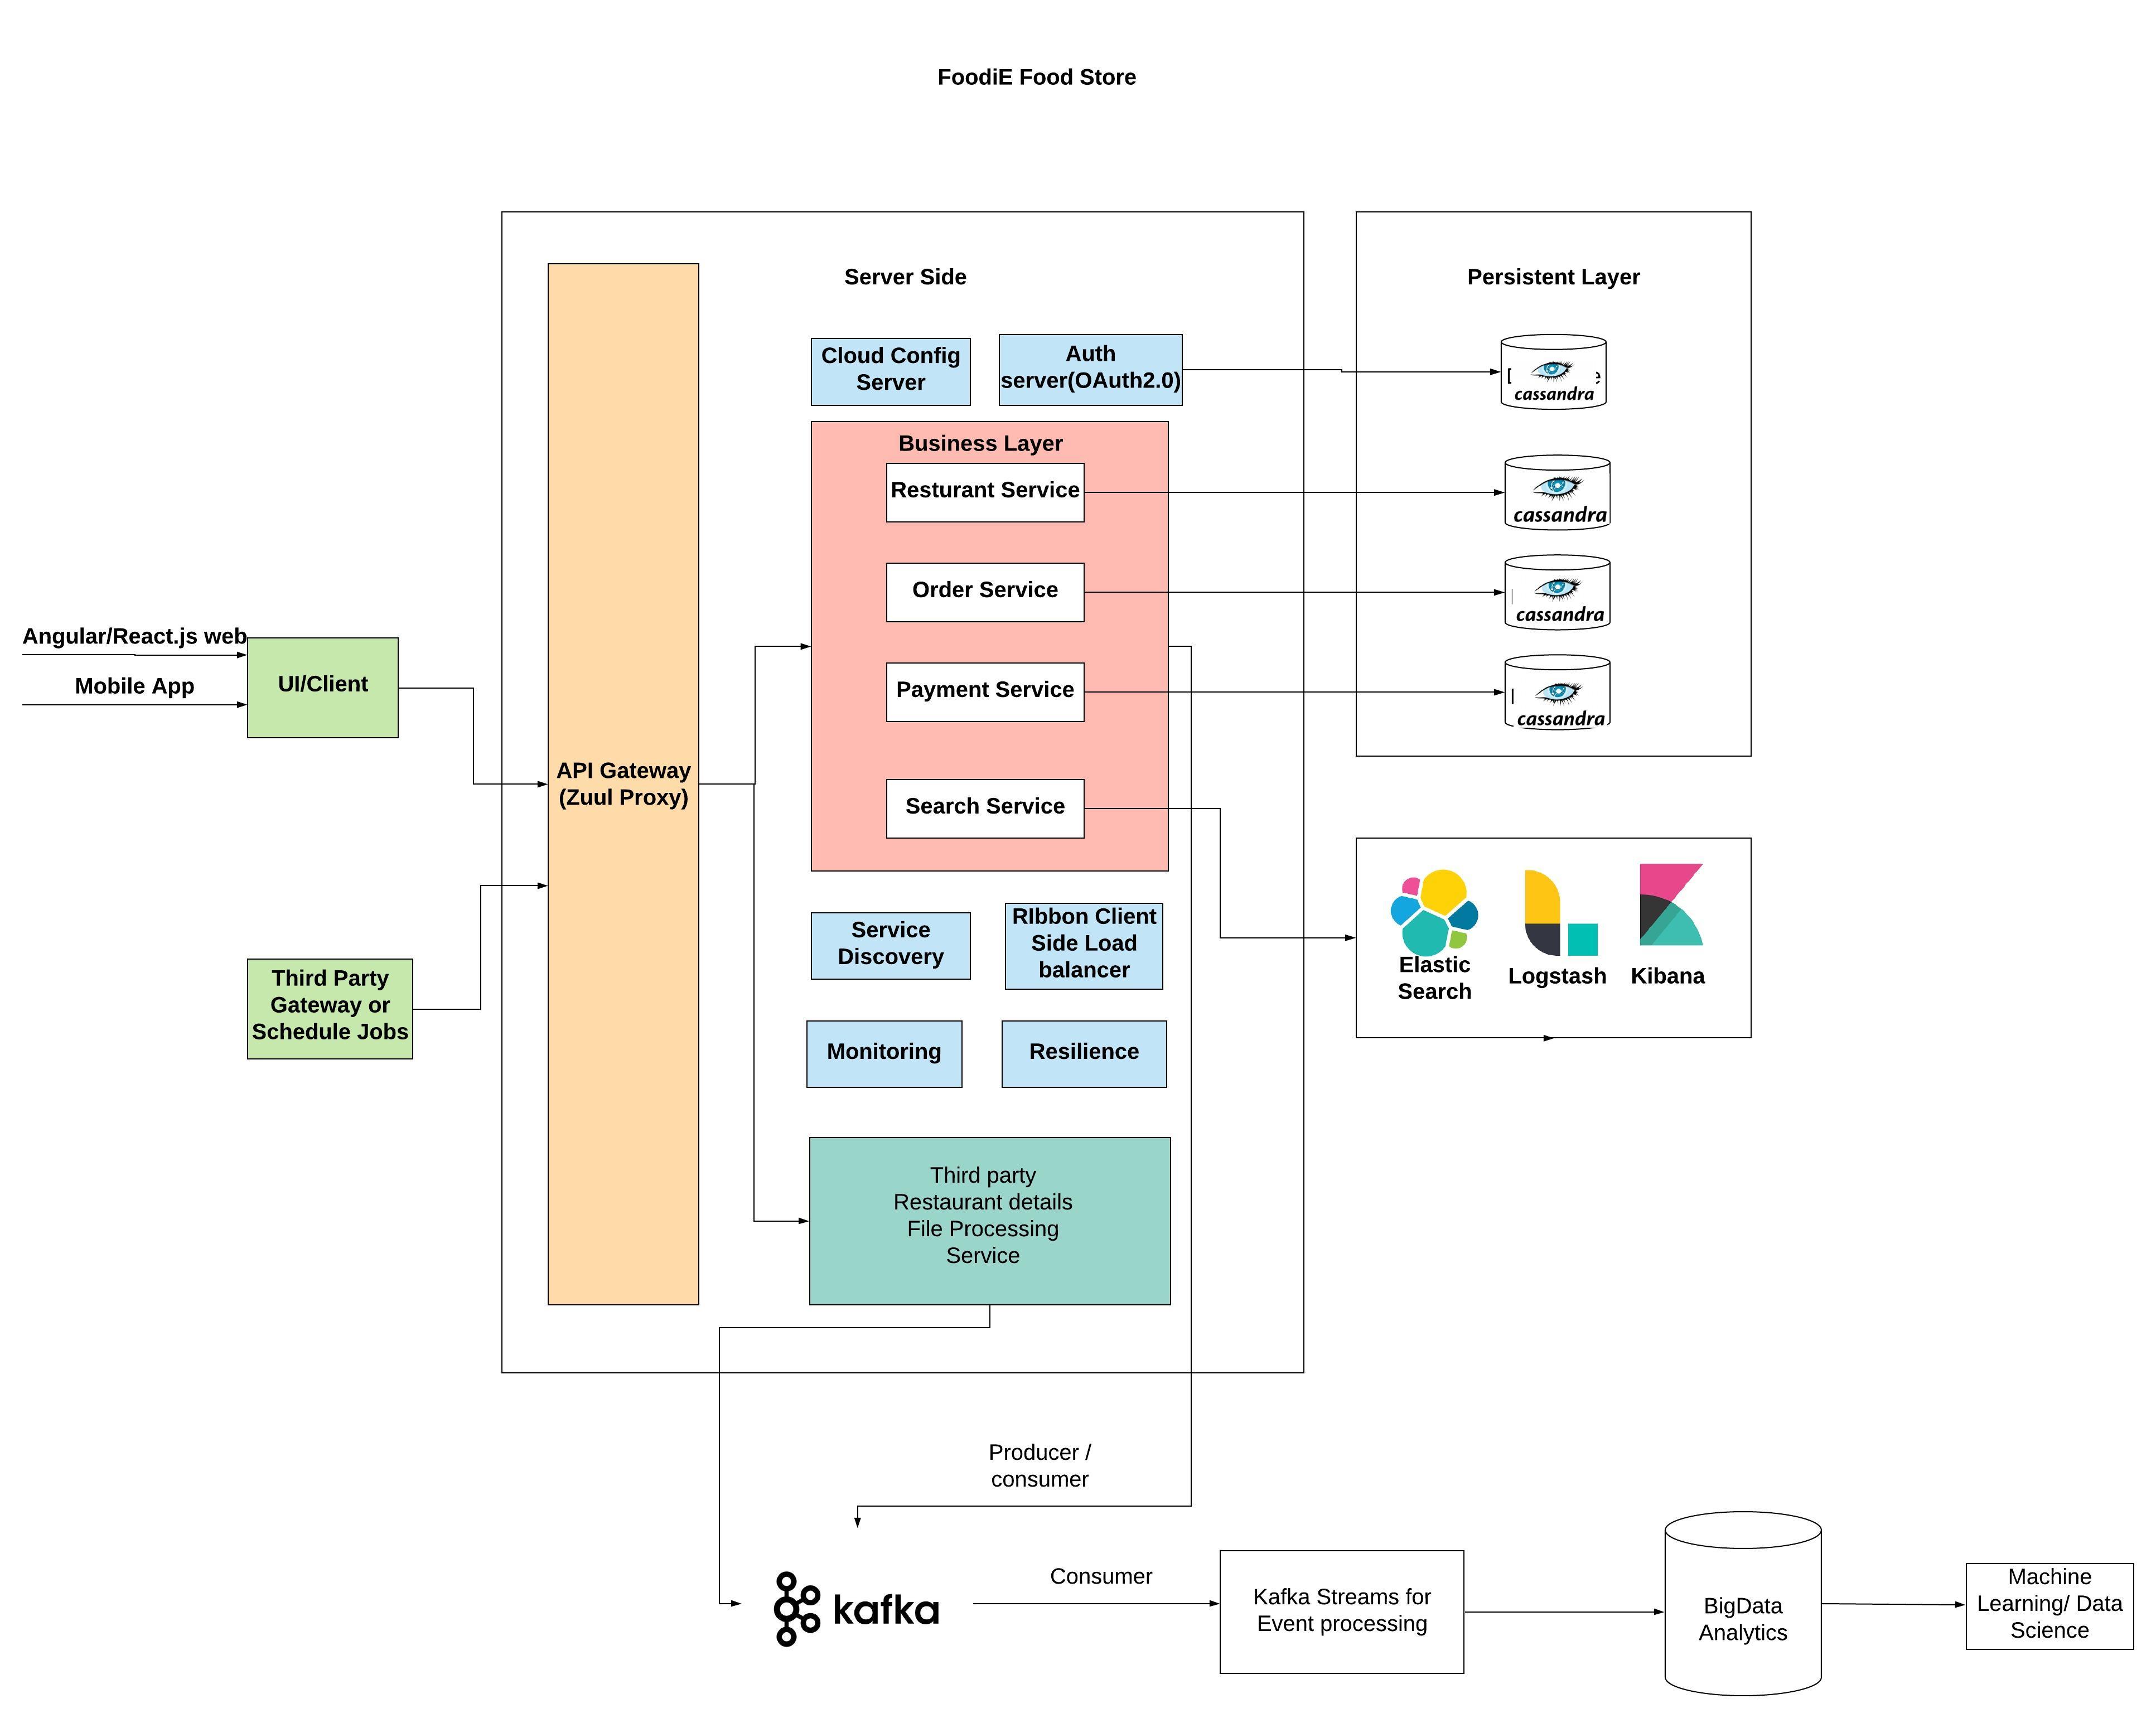 FoodiE Food Store
Server Side
Persistent Layer
Cloud Config
Server
Auth
server(OAuth2.0)
cassandra
Business Layer
Resturant Service
cassandra
Order Service
cassandra
Angular/React.js web
Mobile App
UI/Client
Payment Service
cassandra
API Gateway
(Zuul Proxy)
Search Service
Elastic
Search
Logstash
Kibana
Service
Discovery
RIbbon Client
Side Load
balancer
Third Party
Gateway or
Schedule Jobs
Monitoring
Resilience
Third party
Restaurant details
File Processing
Service
Producer /
consumer
kafka
Consumer
Kafka Streams for
Event processing
BigData
Analytics
Machine
Learning/ Data
Science